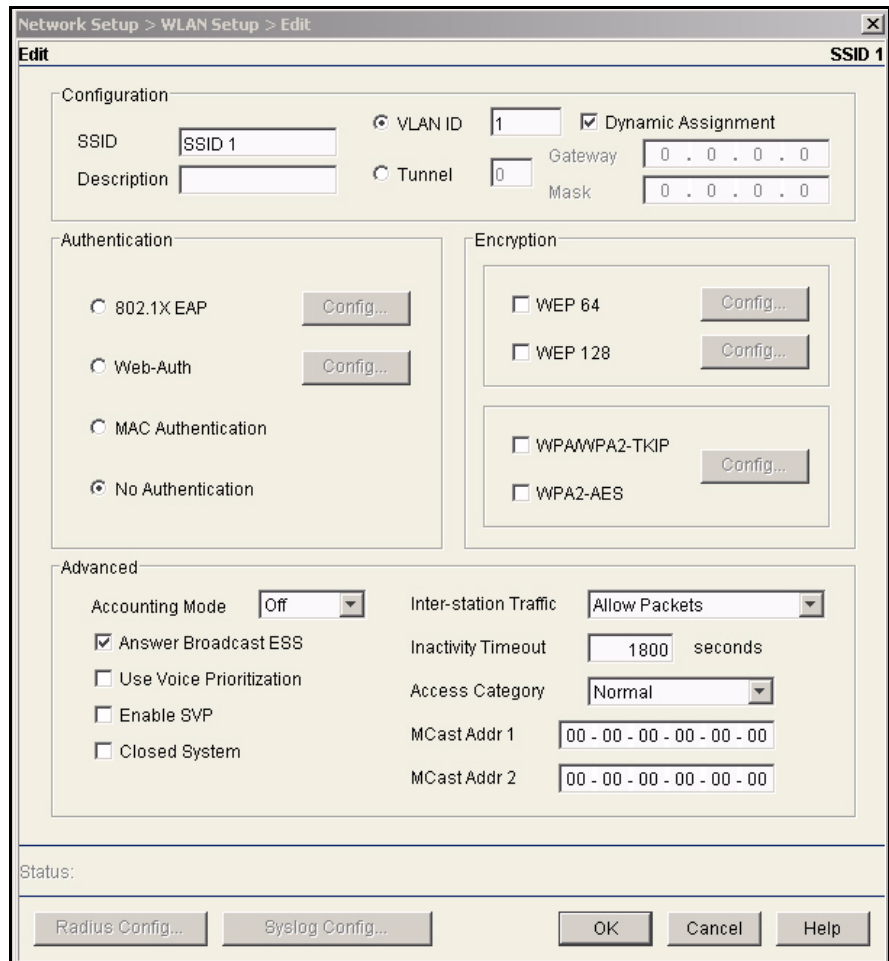 Network Setup > WLAN Setup > Edit
Edit SSID 1
Configuration
SSID SSID 1
Description
VLAN ID 1 Dynamic Assignment
Tunnel 0
Gateway 0 . 0 . 0 . 0
Mask 0 . 0 . 0 . 0
Authentication
802.1X EAP Config...
Web-Auth Config...
MAC Authentication
No Authentication
Encryption
WEP 64 Config...
WEP 128 Config...
WPA/WPA2-TKIP
WPA2-AES
Config...
Advanced
Accounting Mode Off
Answer Broadcast ESS
Use Voice Prioritization
Enable SVP
Closed System
Inter-station Traffic Allow Packets
Inactivity Timeout 1800 seconds
Access Category Normal
MCast Addr 1 00 - 00 - 00 - 00 - 00 - 00
MCast Addr 2 00 - 00 - 00 - 00 - 00 - 00
Status:
Radius Config... Syslog Config... OK Cancel Help